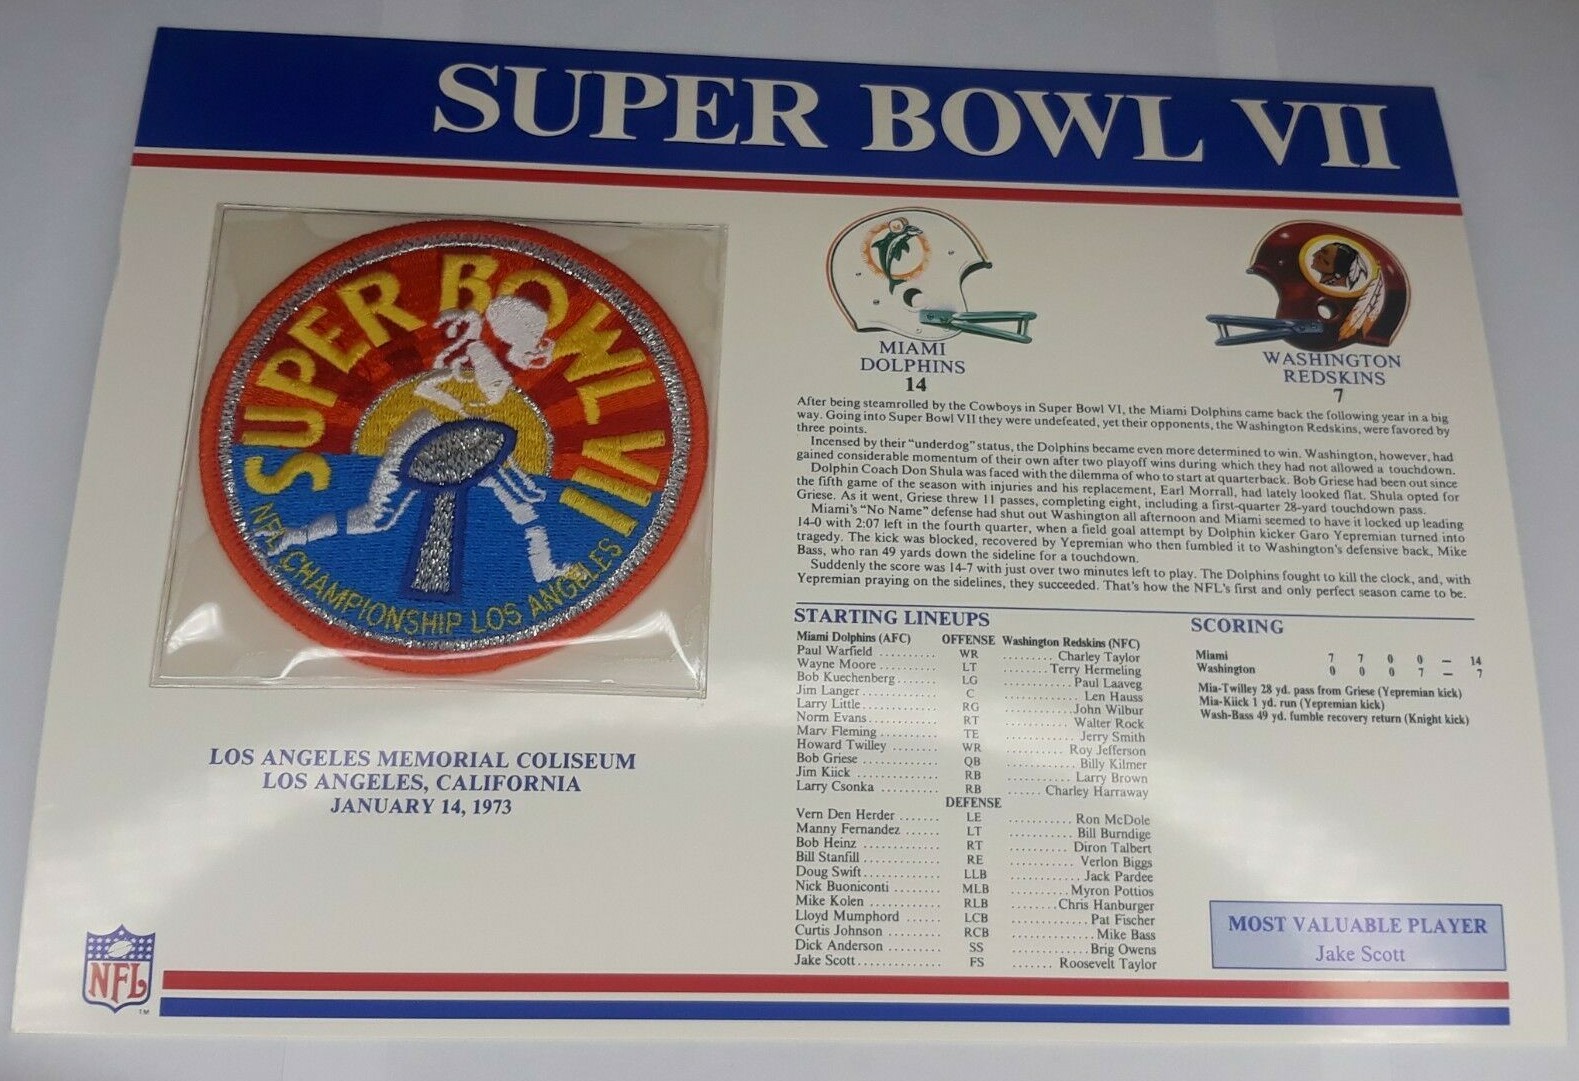 SUPER BOWL VII
SUPER BOWL VII
NFL CHAMPIONSHIP LOS ANGELES
LOS ANGELES MEMORIAL COLISEUM
LOS ANGELES, CALIFORNIA
JANUARY 14, 1973
MIAMI
DOLPHINS
14
WASHINGTON
REDSKINS
7
After being steamrolled by the Cowboys in Super Bowl VI, the Miami Dolphins came back the following year in a big
way. Going into Super Bowl VII they were undefeated, yet their opponents, the Washington Redskins, were favored by
three points.
Incensed by their "underdog" status, the Dolphins became even more determined to win. Washington, however, had
gained considerable momentum of their own after two playoff wins during which they had not allowed a touchdown.
Dolphin Coach Don Shula was faced with the dilemma of who to start at quarterback. Bob Griese had been out since
the fifth game of the season with injuries and his replacement, Earl Morrall, had lately looked flat. Shula opted for
Griese. As it went, Griese threw 11 passes, completing eight, including a first-quarter 28-yard touchdown pass.
Miami's "No Name" defense had shut out Washington all afternoon and Miami seemed to have it locked up leading
14-0 with 2:07 left in the fourth quarter, when a field goal attempt by Dolphin kicker Garo Yepremian turned into
tragedy. The kick was blocked, recovered by Yepremian who then fumbled it to Washington's defensive back, Mike
Bass, who ran 49 yards down the sideline for a touchdown.
Suddenly the score was 14-7 with just over two minutes left to play. The Dolphins fought to kill the clock, and, with
Yepremian praying on the sidelines, they succeeded. That's how the NFL's first and only perfect season came to be.
STARTING LINEUPS
Miami Dolphins (AFC) OFFENSE Washington Redskins (NFC)
Paul Warfield .......... WR ......... Charley Taylor
Wayne Moore .......... LT ........ Terry Hermeling
Bob Kuechenberg ....... LG .......... Paul Laaveg
Jim Langer ............ C ........... Len Hauss
Larry Little ............ RG ........... John Wilbur
Norm Evans ........... RT .......... Walter Rock
Marv Fleming ......... TE ........... Jerry Smith
Howard Twilley ....... WR ......... Roy Jefferson
Bob Griese ............ QB ........... Billy Kilmer
Jim Kiick ............. RB .......... Larry Brown
Larry Csonka .......... RB ...... Charley Harraway
DEFENSE
Vern Den Herder ....... LE .......... Ron McDole
Manny Fernandez ...... LT .......... Bill Burndige
Bob Heinz ............ RT .......... Diron Talbert
Bill Stanfill ............ RE .......... Verlon Biggs
Doug Swift ............ LLB ........... Jack Pardee
Nick Buoniconti ........ MLB ......... Myron Pottios
Mike Kolen ........... RLB ........ Chris Hanburger
Lloyd Mumphord ...... LCB ............ Pat Fischer
Curtis Johnson ......... RCB ............. Mike Bass
Dick Anderson ......... SS ............ Brig Owens
Jake Scott .............. FS ....... Roosevelt Taylor
SCORING
Miami 7 7 0 0 — 14
Washington 0 0 0 7 — 7
Mia-Twilley 28 yd. pass from Griese (Yepremian kick)
Mia-Kiick 1 yd. run (Yepremian kick)
Wash-Bass 49 yd. fumble recovery return (Knight kick)
MOST VALUABLE PLAYER
Jake Scott
NFL
TM